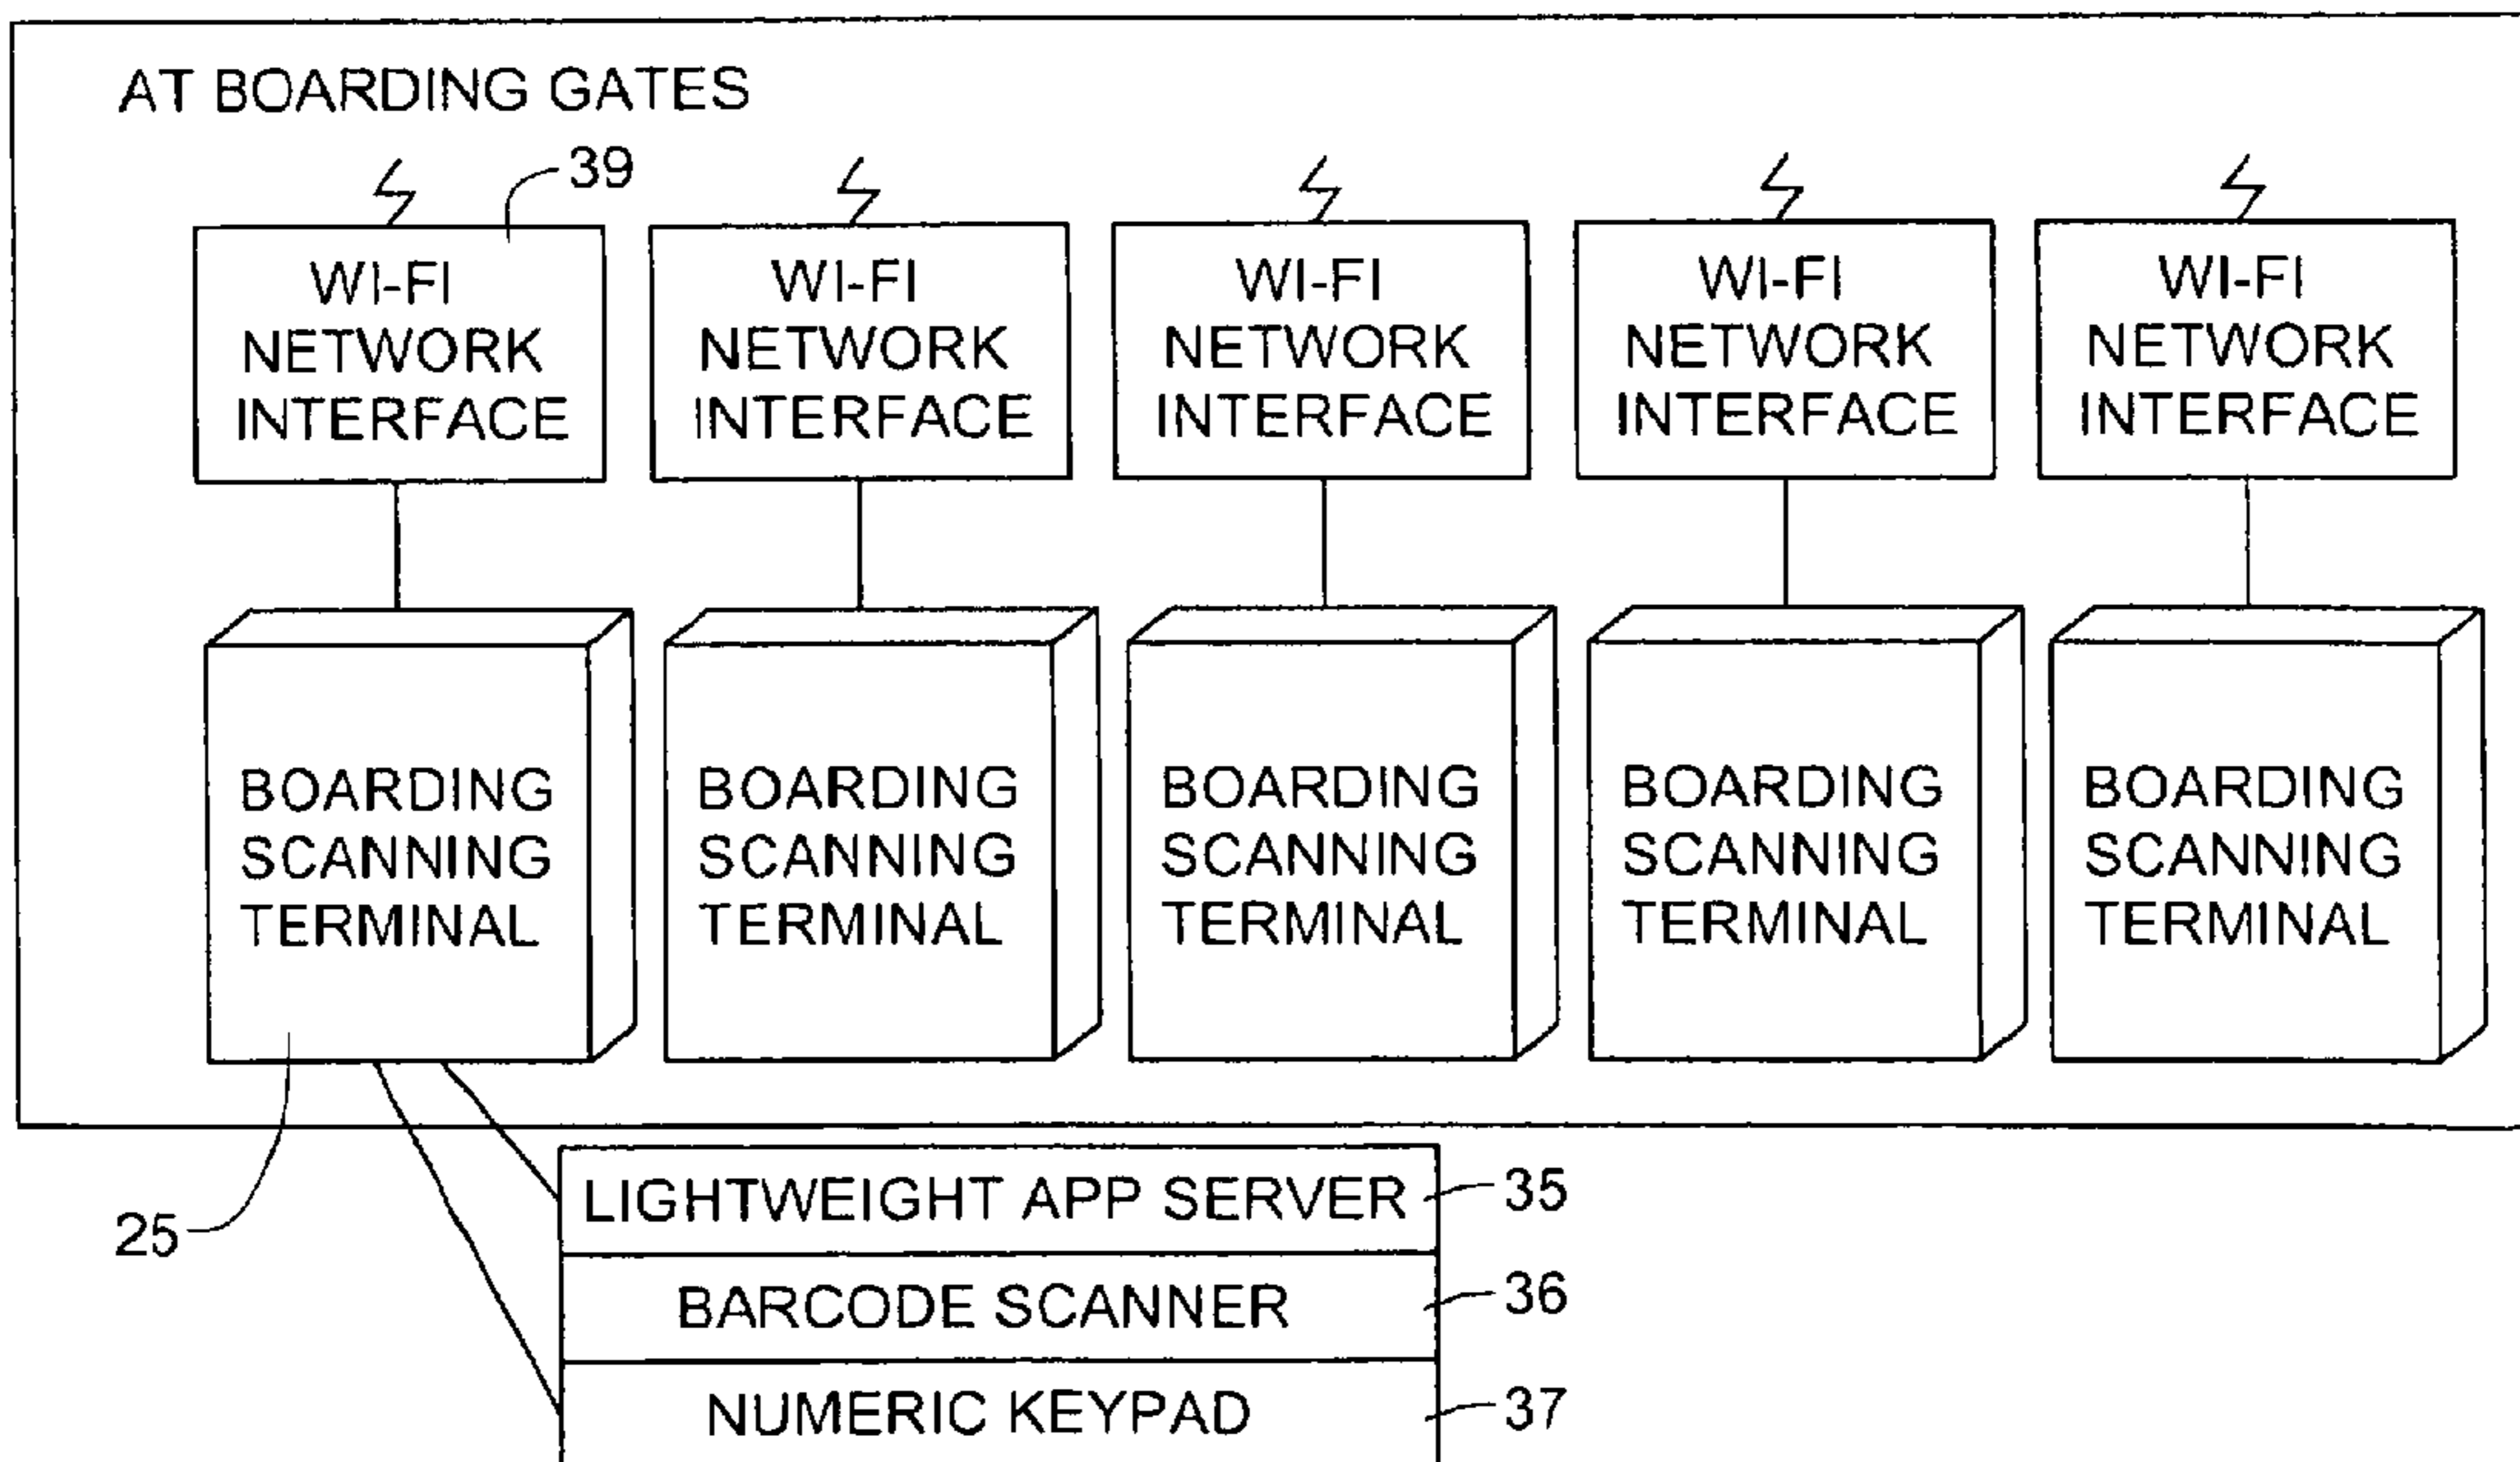 AT BOARDING GATES
39
WI-FI
NETWORK
INTERFACE
WI-FI
NETWORK
INTERFACE
WI-FI
NETWORK
INTERFACE
WI-FI
NETWORK
INTERFACE
WI-FI
NETWORK
INTERFACE
BOARDING
SCANNING
TERMINAL
BOARDING
SCANNING
TERMINAL
BOARDING
SCANNING
TERMINAL
BOARDING
SCANNING
TERMINAL
BOARDING
SCANNING
TERMINAL
25
LIGHTWEIGHT APP SERVER
35
BARCODE SCANNER
36
NUMERIC KEYPAD
37